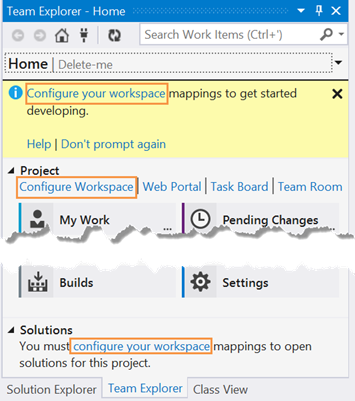 Team Explorer - Home
Search Work Items (Ctrl+')
Home | Delete-me
Configure your workspace mappings to get started
developing.
Help | Don't prompt again
Project
Configure Workspace | Web Portal | Task Board | Team Room
My Work ... Pending Changes ...
Builds Settings
Solutions
You must configure your workspace mappings to open
solutions for this project.
Solution Explorer Team Explorer Class View